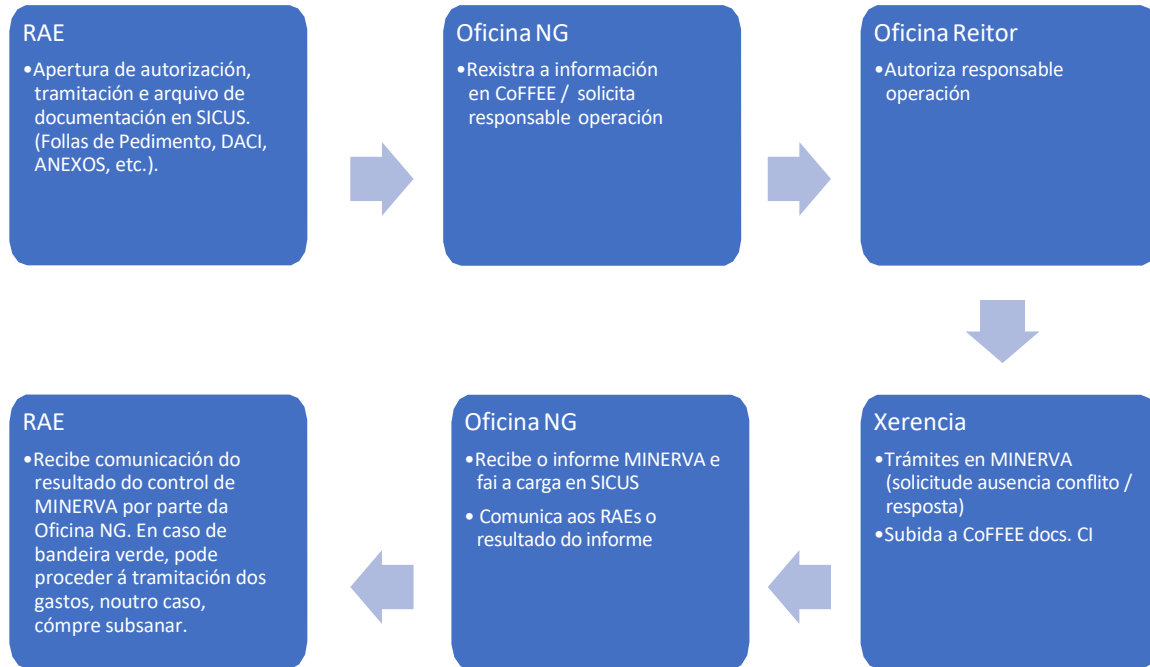 RAE
•Apertura de autorización,
tramitación e arquivo de
documentación en SICUS.
(Follas de Pedimento, DACI,
ANEXOS, etc.).
Oficina NG
•Rexistra a información
en CoFFEE / solicita
responsable operación
Oficina Reitor
•Autoriza responsable
operación
Xerencia
•Trámites en MINERVA
(solicitude ausencia conflito /
resposta)
•Subida a CoFFEE docs. CI
Oficina NG
•Recibe o informe MINERVA e
fai a carga en SICUS
• Comunica aos RAEs o
resultado do informe
RAE
•Recibe comunicación do
resultado do control de
MINERVA por parte da
Oficina NG. En caso de
bandeira verde, pode
proceder á tramitación dos
gastos, noutro caso,
cómpre subsanar.